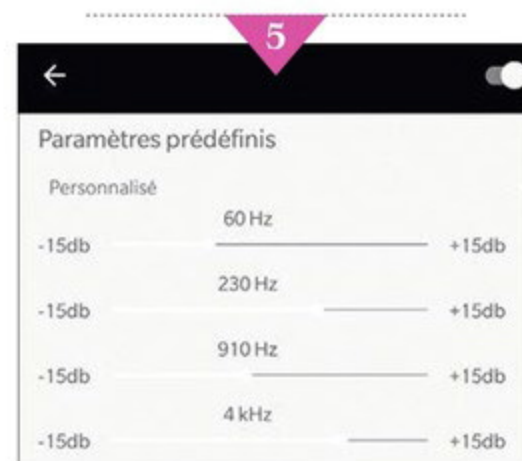 5
Paramètres prédéfinis
Personnalisé
60 Hz
-15db +15db
230 Hz
-15db +15db
910 Hz
-15db +15db
4 kHz
-15db +15db